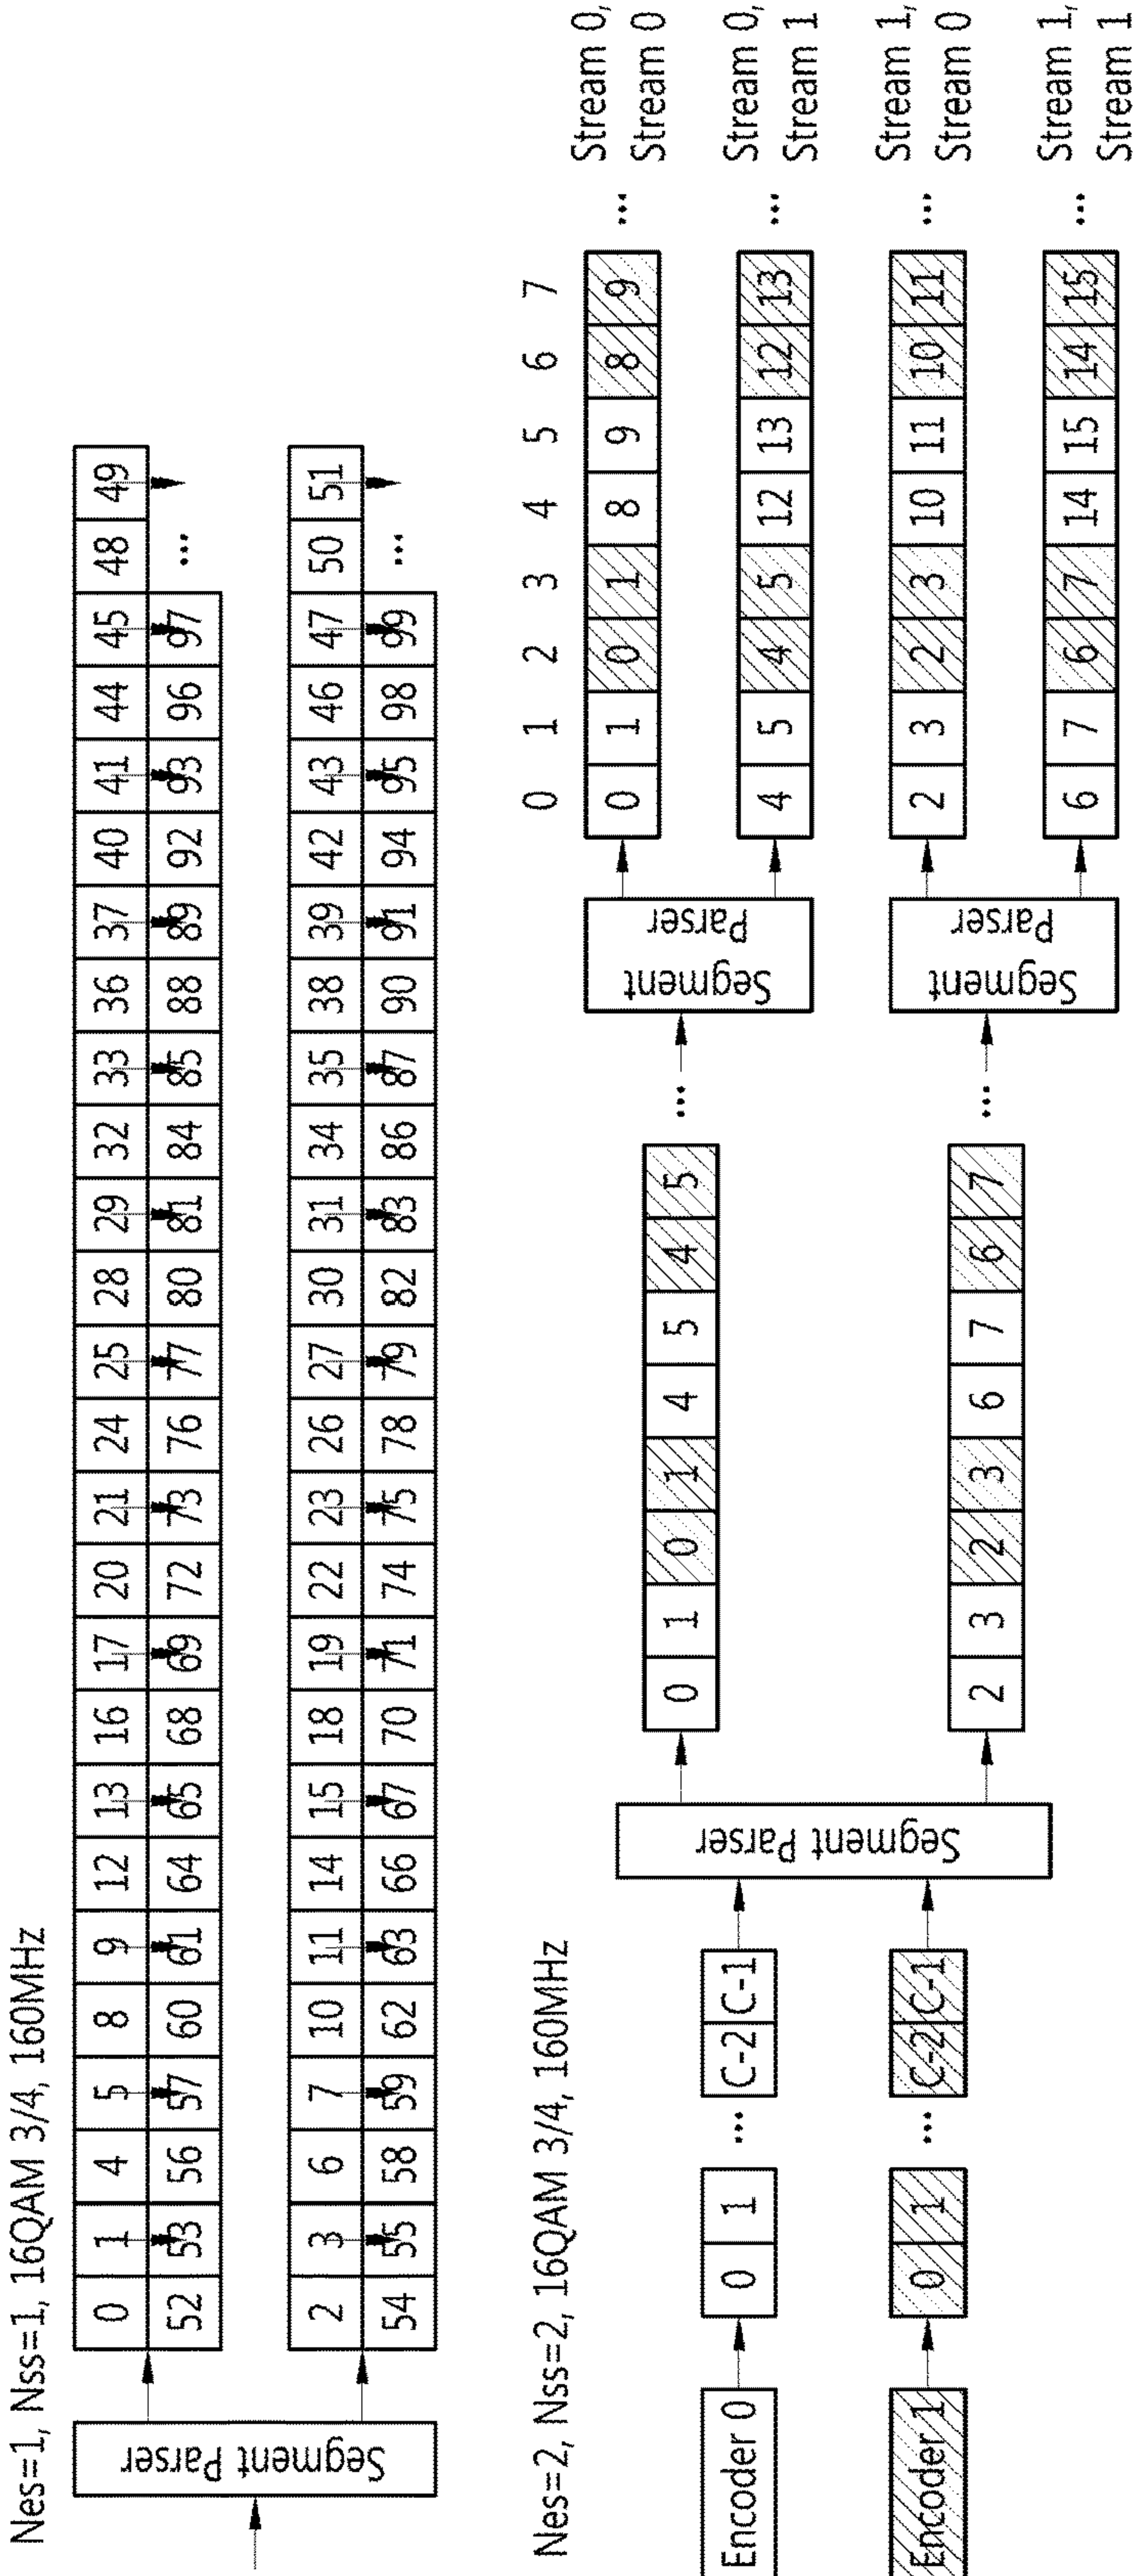 Nes=1, Nss=1, 16QAM 3/4, 160MHz
Segment Parser
0 1 4 5 8 9 12 13 16 17 20 21 24 25 28 29 32 33 36 37 40 41 44 45 48 49
52 53 56 57 60 61 64 65 68 69 72 73 76 77 80 81 84 85 88 89 92 93 96 97 ...
2 3 6 7 10 11 14 15 18 19 22 23 26 27 30 31 34 35 38 39 42 43 46 47 50 51
54 55 58 59 62 63 66 67 70 71 74 75 78 79 82 83 86 87 90 91 94 95 98 99 ...
Nes=2, Nss=2, 16QAM 3/4, 160MHz
Encoder 0
0 1 ... C-2 C-1
Encoder 1
0 1 ... C-2 C-1
Segment Parser
0 1 0 1 4 5 4 5 ...
2 3 2 3 6 7 6 7 ...
Segment
Parser
Segment
Parser
0 1 2 3 4 5 6 7
0 1 0 1 8 9 8 9 ...
Stream 0,
Stream 0
4 5 4 5 12 13 12 13 ...
Stream 0,
Stream 1
2 3 2 3 10 11 10 11 ...
Stream 1,
Stream 0
6 7 6 7 14 15 14 15 ...
Stream 1,
Stream 1